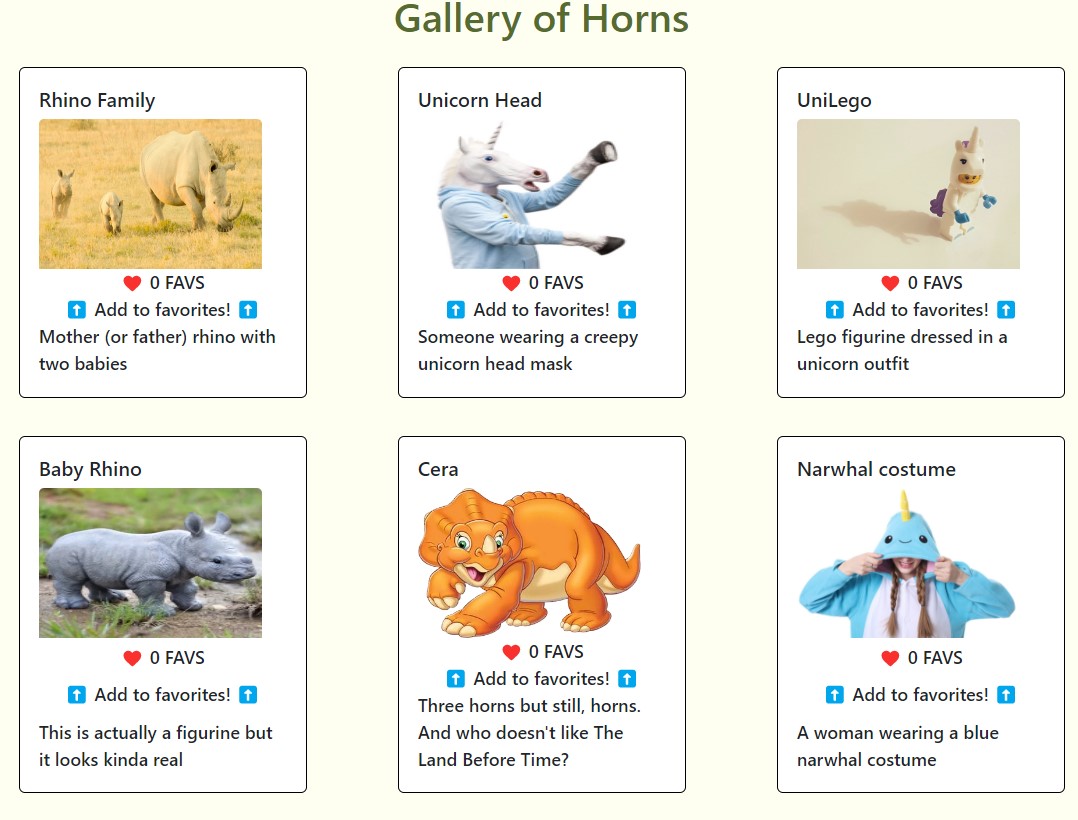 Gallery of Horns
Rhino Family
❤️ 0 FAVS
⬆️ Add to favorites! ⬆️
Mother (or father) rhino with
two babies
Unicorn Head
❤️ 0 FAVS
⬆️ Add to favorites! ⬆️
Someone wearing a creepy
unicorn head mask
UniLego
❤️ 0 FAVS
⬆️ Add to favorites! ⬆️
Lego figurine dressed in a
unicorn outfit
Baby Rhino
❤️ 0 FAVS
⬆️ Add to favorites! ⬆️
This is actually a figurine but
it looks kinda real
Cera
❤️ 0 FAVS
⬆️ Add to favorites! ⬆️
Three horns but still, horns.
And who doesn't like The
Land Before Time?
Narwhal costume
❤️ 0 FAVS
⬆️ Add to favorites! ⬆️
A woman wearing a blue
narwhal costume